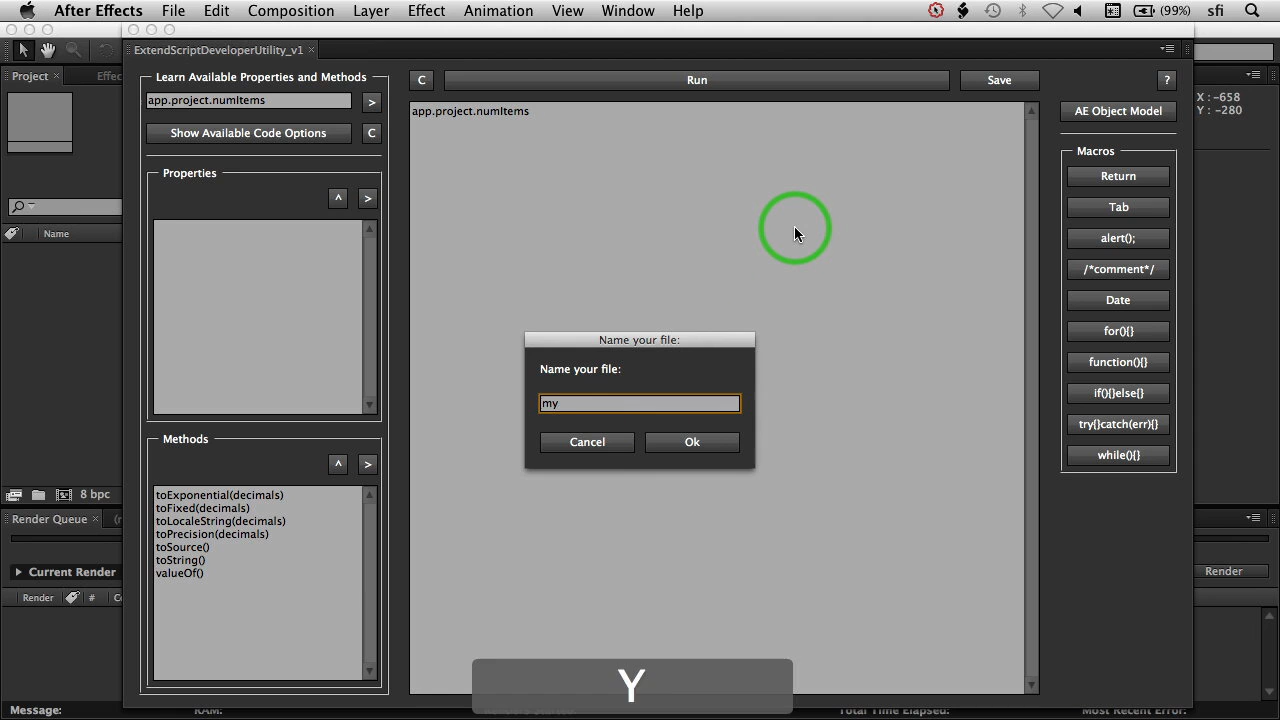 After Effects File Edit Composition Layer Effect Animation View Window Help (99%) sfi
ExtendScriptDeveloperUtility_v1 ×
Project × Effec
Learn Available Properties and Methods
app.project.numItems >
Show Available Code Options C
Properties
^ >
Methods
^ >
toExponential(decimals)
toFixed(decimals)
toLocaleString(decimals)
toPrecision(decimals)
toSource()
toString()
valueOf()
C Run Save ?
app.project.numItems
AE Object Model
Macros
Return
Tab
alert();
/*comment*/
Date
for(){}
function(){}
if(){}else{}
try{}catch(err){}
while(){}
X : -658
Y : -280
Name your file:
Name your file:
my
Cancel Ok
Y
Name
8 bpc
Render Queue ×
Current Render
Render #
Render
Message: RAM: Total Time Elapsed: Most Recent Error: